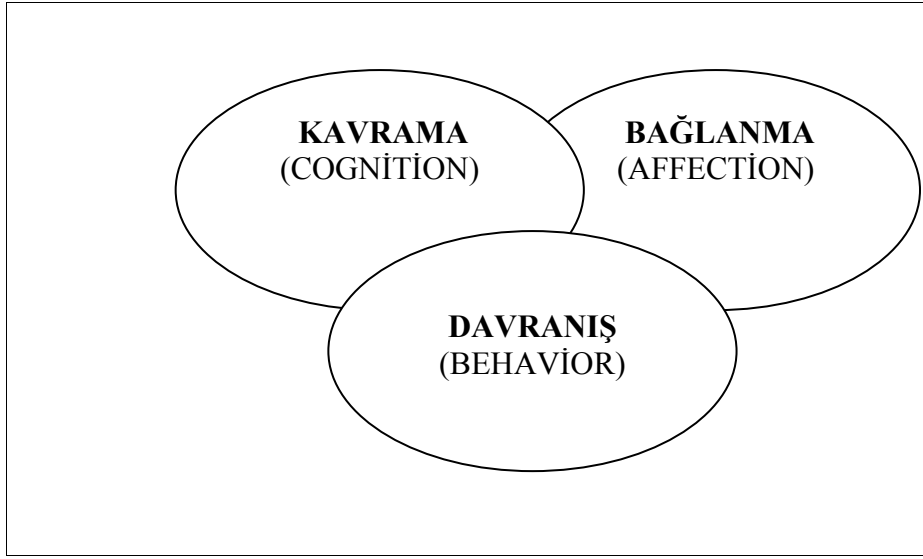 KAVRAMA
(COGNİTİON)
BAĞLANMA
(AFFECTİON)
DAVRANIŞ
(BEHAVİOR)